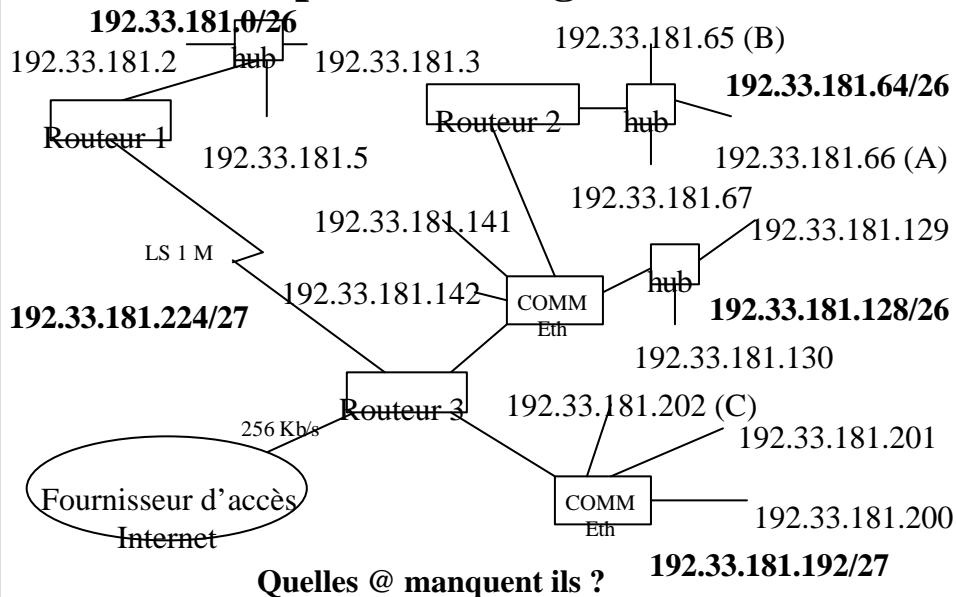 192.33.181.0/26
hub
192.33.181.2
192.33.181.3
192.33.181.65 (B)
192.33.181.64/26
Routeur 1
Routeur 2
hub
192.33.181.5
192.33.181.66 (A)
192.33.181.67
192.33.181.141
192.33.181.129
LS 1 M
hub
192.33.181.142
COMM
Eth
192.33.181.224/27
192.33.181.128/26
192.33.181.130
Routeur 3
192.33.181.202 (C)
256 Kb/s
192.33.181.201
Fournisseur d’accès
Internet
COMM
Eth
192.33.181.200
192.33.181.192/27
Quelles @ manquent ils ?